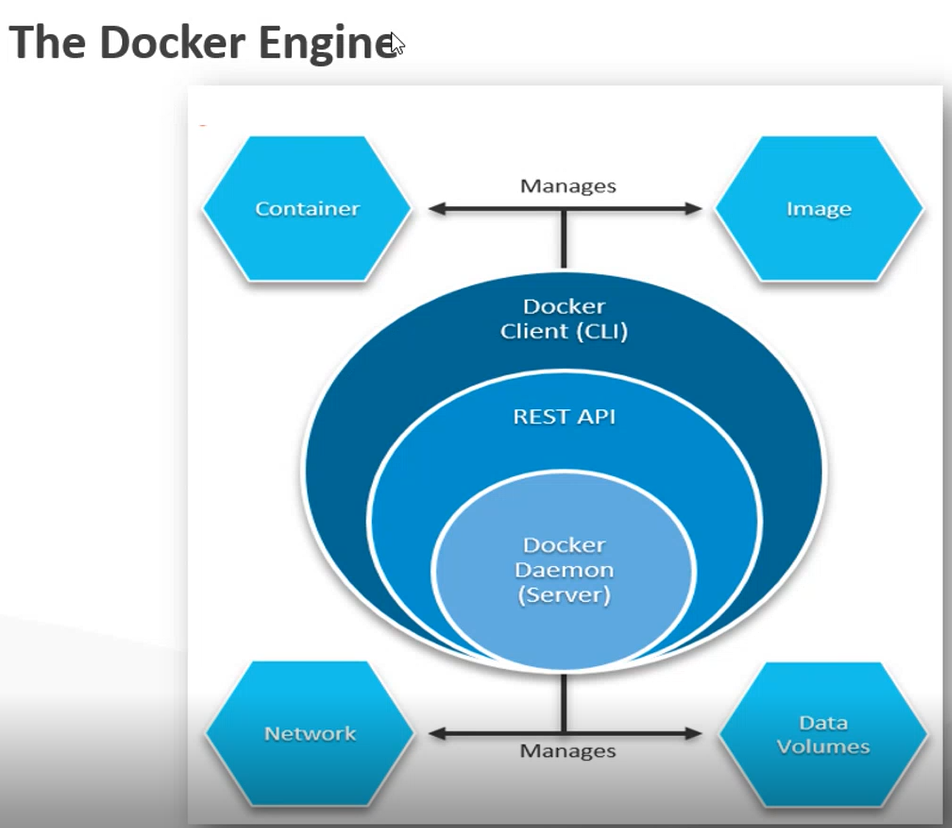 The Docker Engine
Manages
Container
Image
Docker
Client (CLI)
REST API
Docker
Daemon
(Server)
Network
Data
Volumes
Manages